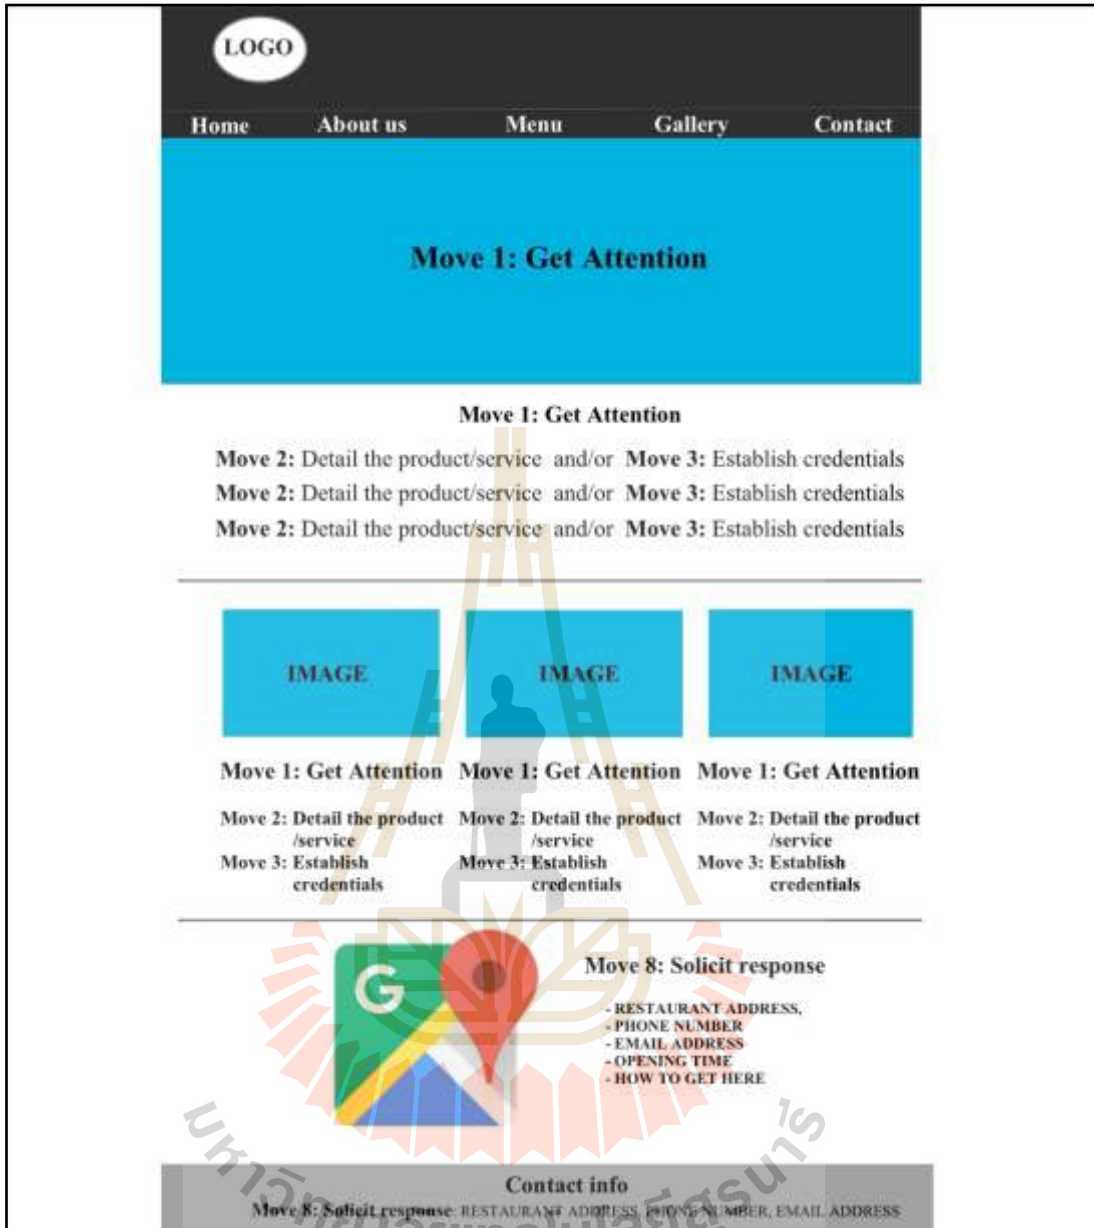 LOGO
Home About us Menu Gallery Contact
Move 1: Get Attention
Move 1: Get Attention
Move 2: Detail the product/service and/or Move 3: Establish credentials
Move 2: Detail the product/service and/or Move 3: Establish credentials
Move 2: Detail the product/service and/or Move 3: Establish credentials
IMAGE IMAGE IMAGE
Move 1: Get Attention Move 1: Get Attention Move 1: Get Attention
Move 2: Detail the product Move 2: Detail the product Move 2: Detail the product
/service /service /service
Move 3: Establish Move 3: Establish Move 3: Establish
credentials credentials credentials
G
Move 8: Solicit response
- RESTAURANT ADDRESS,
- PHONE NUMBER
- EMAIL ADDRESS
- OPENING TIME
- HOW TO GET HERE
Contact info
Move 8: Solicit response: RESTAURANT ADDRESS, PHONE NUMBER, EMAIL ADDRESS